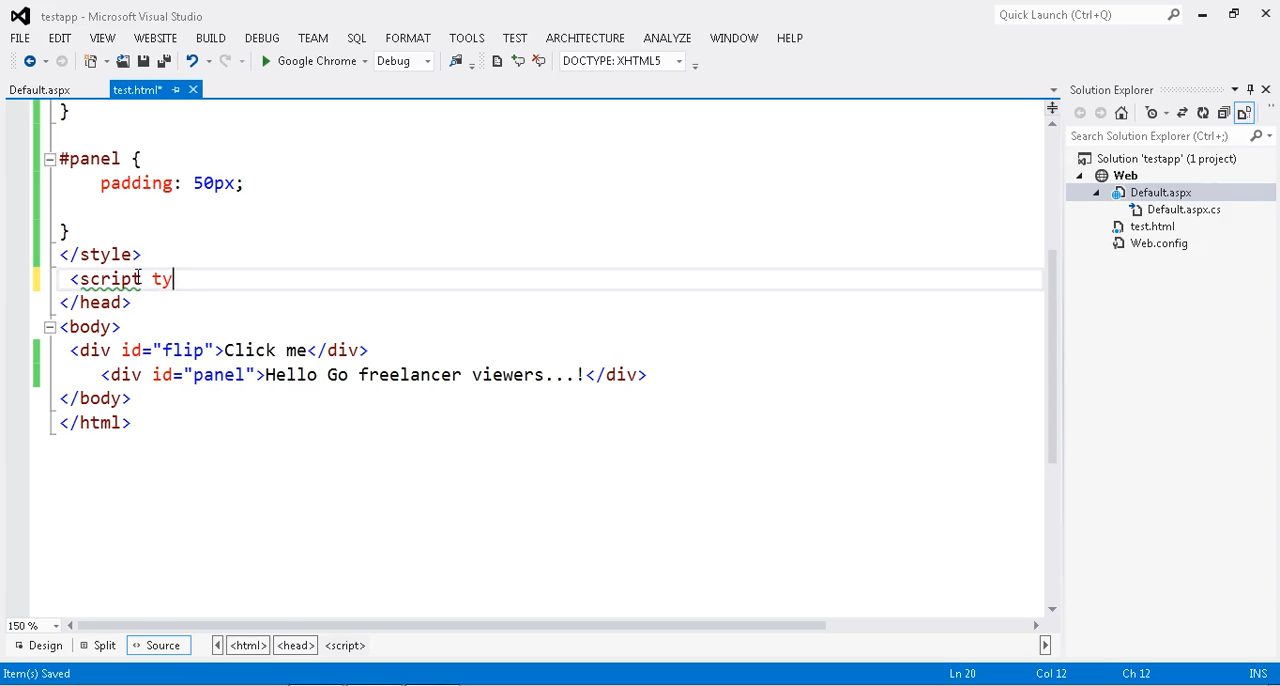 testapp - Microsoft Visual Studio
Quick Launch (Ctrl+Q)
FILE EDIT VIEW WEBSITE BUILD DEBUG TEAM SQL FORMAT TOOLS TEST ARCHITECTURE ANALYZE WINDOW HELP
Google Chrome Debug DOCTYPE: XHTML5
Default.aspx test.html*
Solution Explorer
Search Solution Explorer (Ctrl+;)
Solution 'testapp' (1 project)
Web
Default.aspx
Default.aspx.cs
test.html
Web.config
}
#panel {
padding: 50px;
}
</style>
<script ty
</head>
<body>
<div id="flip">Click me</div>
<div id="panel">Hello Go freelancer viewers...!</div>
</body>
</html>
150 %
Design Split Source <html> <head> <script>
Item(s) Saved Ln 20 Col 12 Ch 12 INS